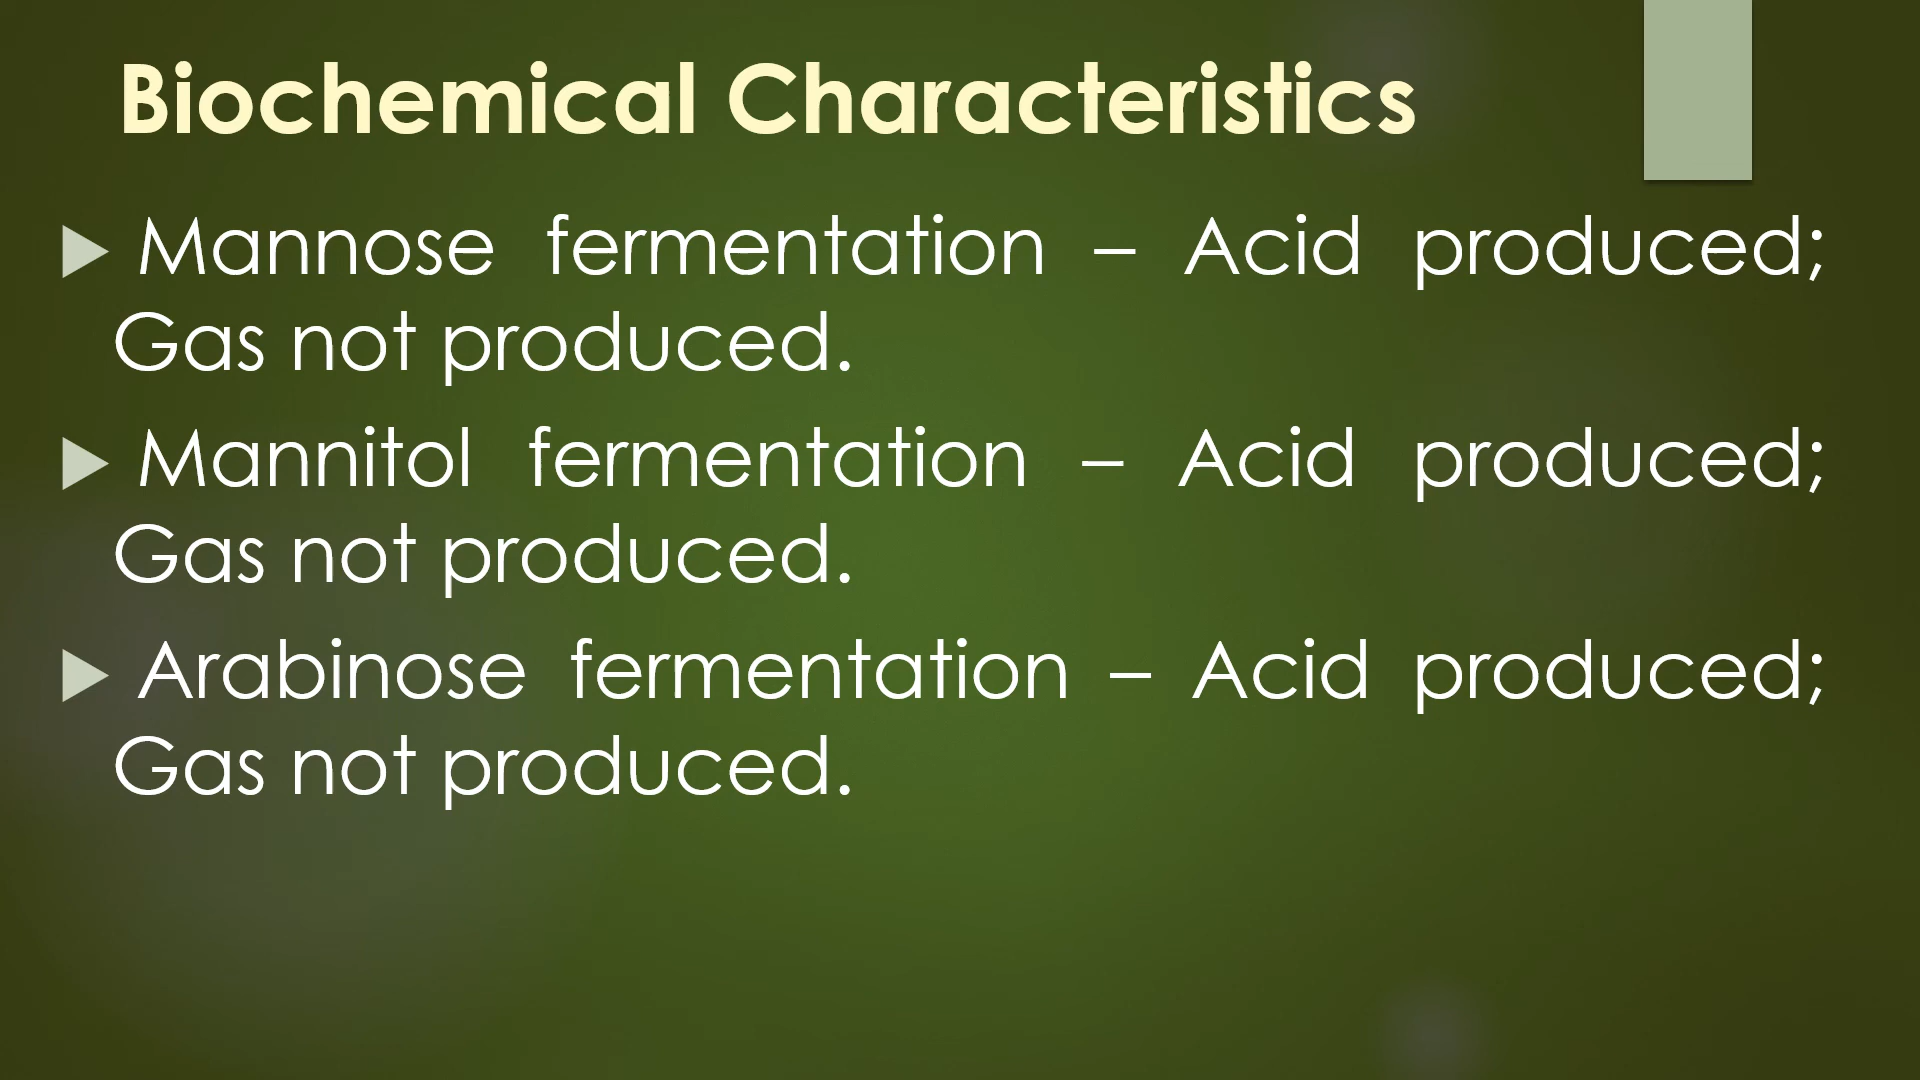 Biochemical Characteristics
Mannose fermentation – Acid produced;
Gas not produced.
Mannitol fermentation – Acid produced;
Gas not produced.
Arabinose fermentation – Acid produced;
Gas not produced.